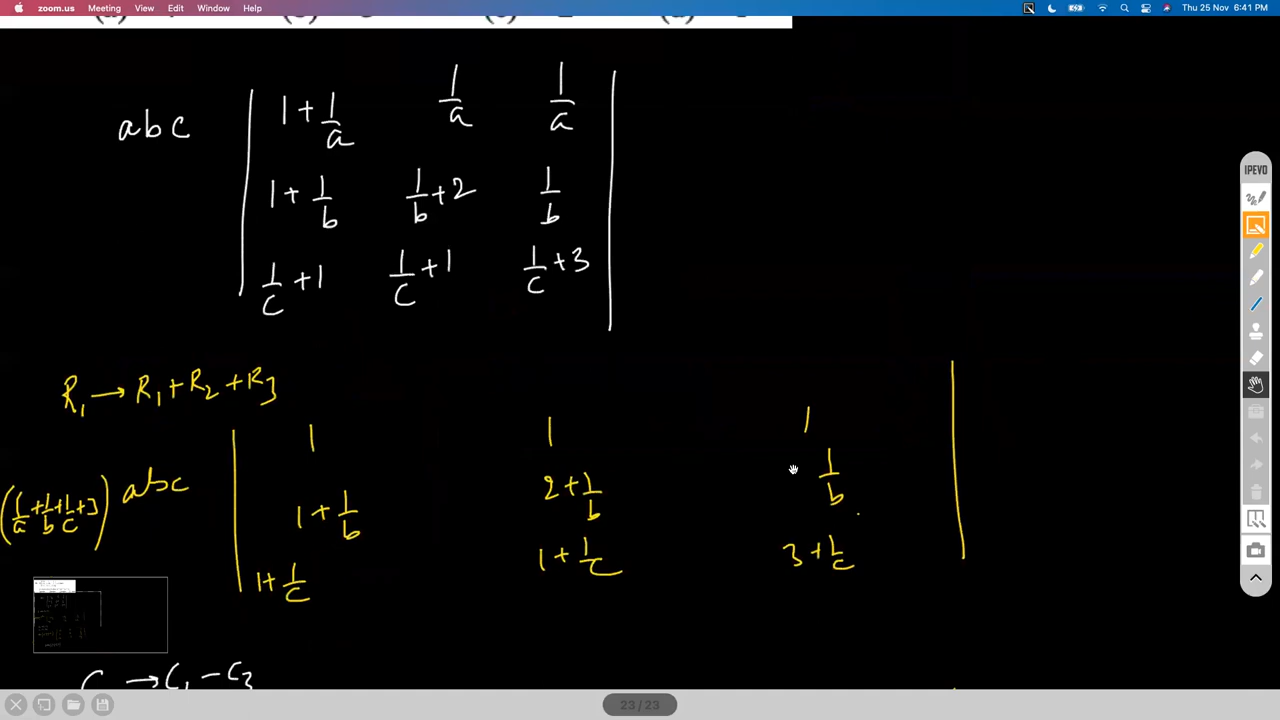 zoom.us Meeting View Edit Window Help Thu 25 Nov 6:41 PM
abc | 1+1/a 1/a 1/a |
| 1+1/b 1/b+2 1/b |
| 1/c+1 1/c+1 1/c+3 |
IPEVO
R₁ → R₁+R₂+R₃
(1/a+1/b+1/c+3) abc | 1 1 1 |
| 1+1/b 2+1/b 1/b |
| 1+1/c 1+1/c 3+1/c |
→ C₁ − C₃
23 / 23